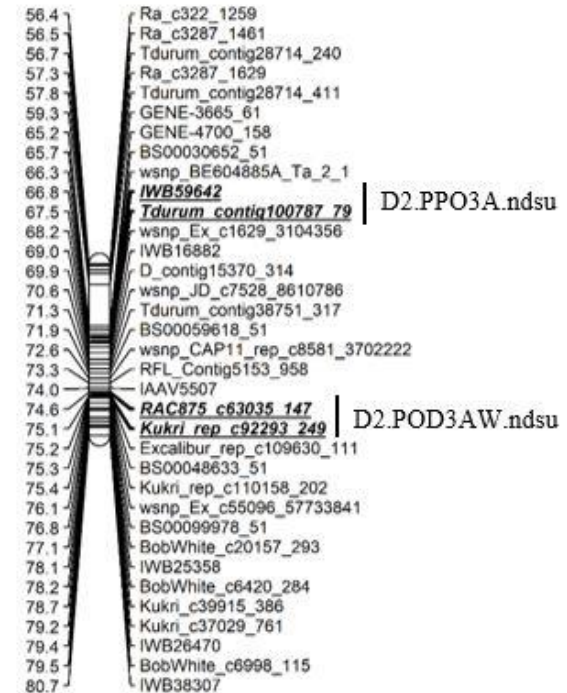 56.4 Ra_c322_1259
56.5 Ra_c3287_1461
56.7 Tdurum_contig28714_240
57.3 Ra_c3287_1629
57.8 Tdurum_contig28714_411
59.3 GENE-3665_61
65.2 GENE-4700_158
65.7 BS00030652_51
66.3 wsnp_BE604885A_Ta_2_1
66.8 IWB59642
67.5 Tdurum_contig100787_79
D2.PPO3A.ndsu
68.2 wsnp_Ex_c1629_3104356
69.0 IWB16882
69.9 D_contig15370_314
70.6 wsnp_JD_c7528_8610786
71.3 Tdurum_contig38751_317
71.9 BS00059618_51
72.6 wsnp_CAP11_rep_c8581_3702222
73.3 RFL_Contig5153_958
74.0 IAAV5507
74.6 RAC875_c63035_147
75.1 Kukri_rep_c92293_249
D2.POD3AW.ndsu
75.2 Excalibur_rep_c109630_111
75.3 BS00048633_51
75.4 Kukri_rep_c110158_202
76.1 wsnp_Ex_c55096_57733841
76.8 BS00099978_51
77.1 BobWhite_c20157_293
78.1 IWB25358
78.2 BobWhite_c6420_284
78.7 Kukri_c39915_386
79.2 Kukri_c37029_761
79.4 IWB26470
79.5 BobWhite_c6998_115
80.7 IWB38307